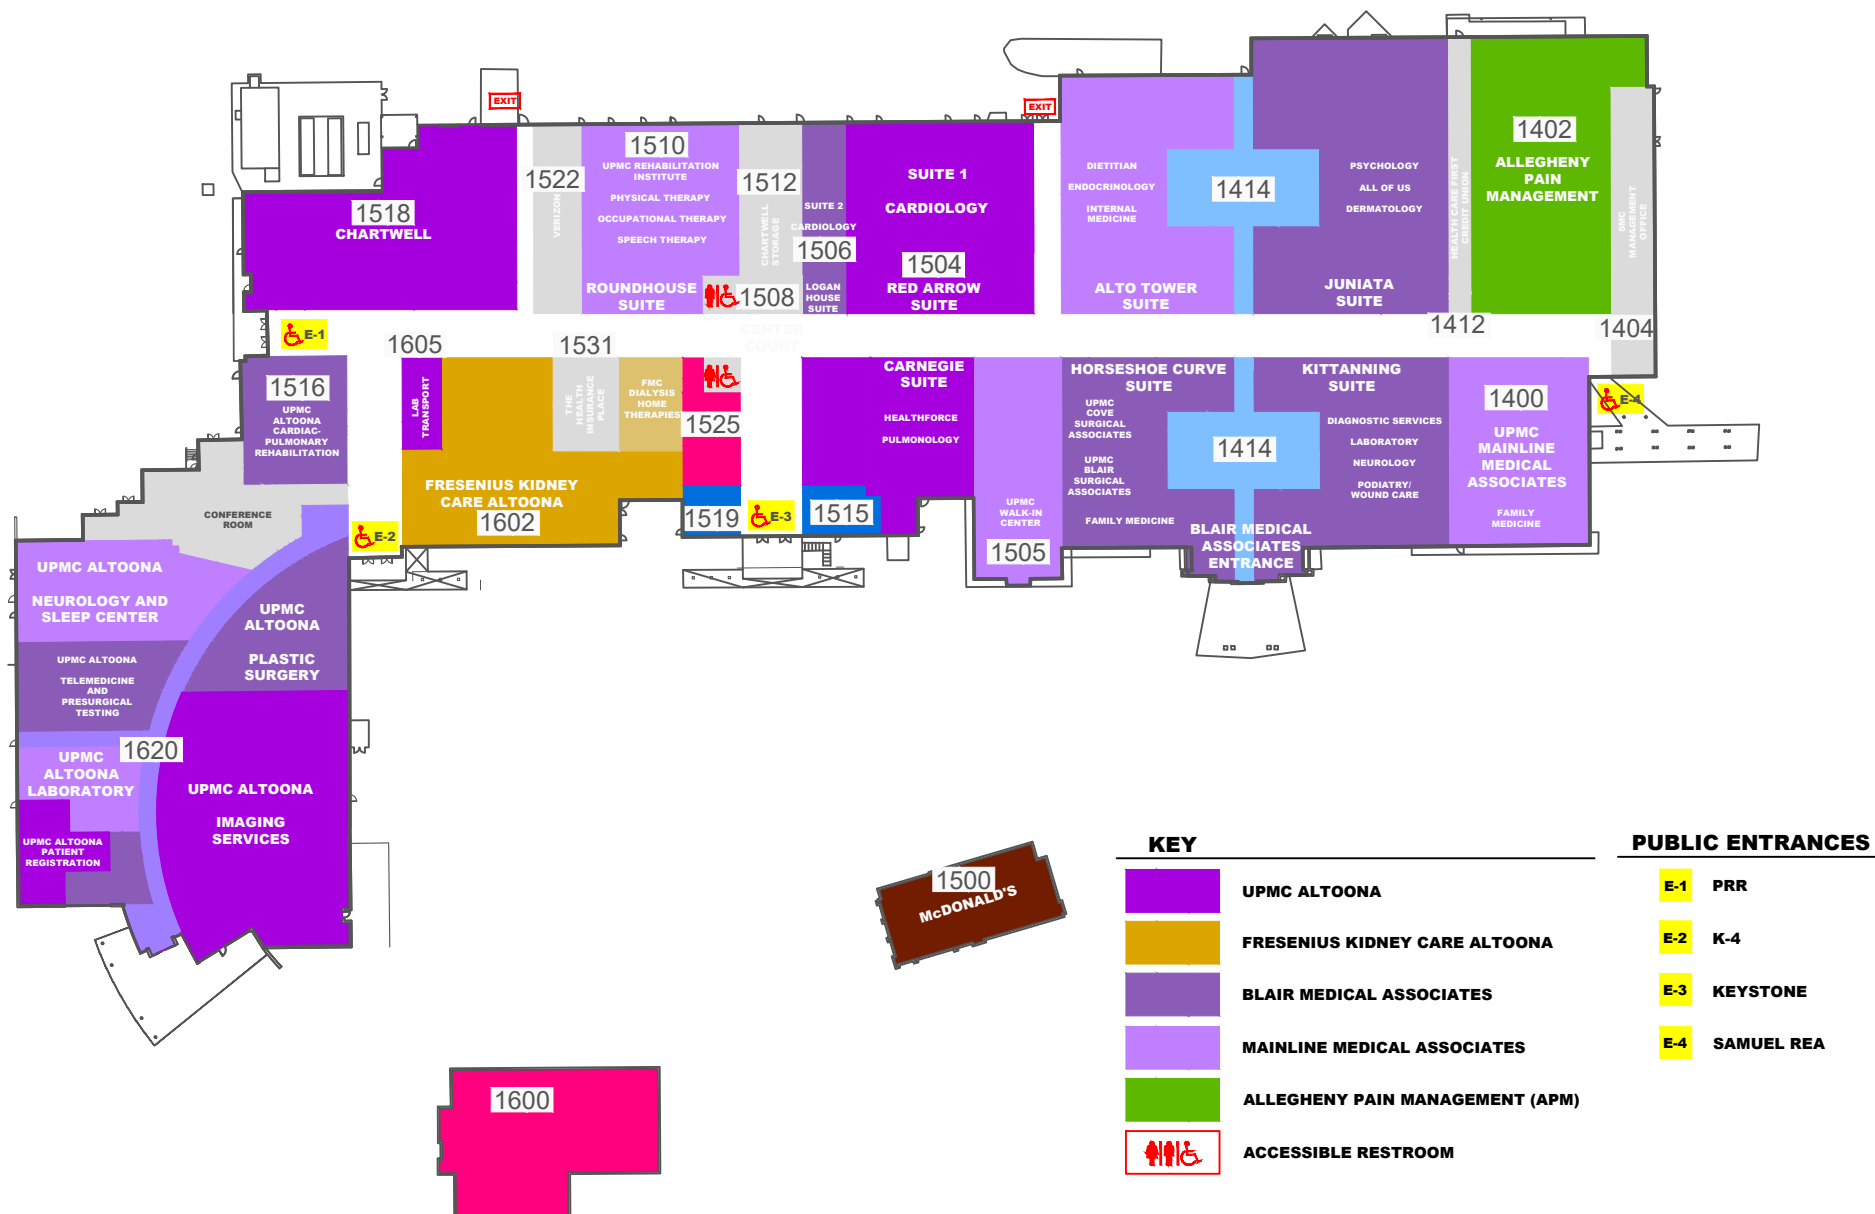 EXIT
EXIT
1518
CHARTWELL
1522
VERIZON
1510
UPMC REHABILITATION
INSTITUTE
PHYSICAL THERAPY
OCCUPATIONAL THERAPY
SPEECH THERAPY
ROUNDHOUSE
SUITE
1512
CHARTWELL
STORAGE
1508
SUITE 2
CARDIOLOGY
1506
LOGAN
HOUSE
SUITE
SUITE 1
CARDIOLOGY
1504
RED ARROW
SUITE
DIETITIAN
ENDOCRINOLOGY
INTERNAL
MEDICINE
ALTO TOWER
SUITE
1414
PSYCHOLOGY
ALL OF US
DERMATOLOGY
JUNIATA
SUITE
HEALTH CARE FIRST
CREDIT UNION
1412
1402
ALLEGHENY
PAIN
MANAGEMENT
SMC
MANAGEMENT
OFFICE
1404
CENTER
COURT
E-1
1516
UPMC
ALTOONA
CARDIAC-
PULMONARY
REHABILITATION
1605
LAB
TRANSPORT
1531
THE
HEALTH
INSURANCE
PLACE
FMC
DIALYSIS
HOME
THERAPIES
FRESENIUS KIDNEY
CARE ALTOONA
1602
1525
1519
E-3
1515
CARNEGIE
SUITE
HEALTHFORCE
PULMONOLOGY
UPMC
WALK-IN
CENTER
1505
HORSESHOE CURVE
SUITE
UPMC
COVE
SURGICAL
ASSOCIATES
UPMC
BLAIR
SURGICAL
ASSOCIATES
FAMILY MEDICINE
1414
KITTANNING
SUITE
DIAGNOSTIC SERVICES
LABORATORY
NEUROLOGY
PODIATRY/
WOUND CARE
BLAIR MEDICAL
ASSOCIATES
ENTRANCE
1400
UPMC
MAINLINE
MEDICAL
ASSOCIATES
FAMILY
MEDICINE
E-4
CONFERENCE
ROOM
E-2
UPMC ALTOONA
NEUROLOGY AND
SLEEP CENTER
UPMC
ALTOONA
PLASTIC
SURGERY
UPMC ALTOONA
TELEMEDICINE
AND
PRESURGICAL
TESTING
1620
UPMC
ALTOONA
LABORATORY
UPMC ALTOONA
IMAGING
SERVICES
UPMC ALTOONA
PATIENT
REGISTRATION
1500
McDONALD'S
1600
KEY
UPMC ALTOONA
FRESENIUS KIDNEY CARE ALTOONA
BLAIR MEDICAL ASSOCIATES
MAINLINE MEDICAL ASSOCIATES
ALLEGHENY PAIN MANAGEMENT (APM)
ACCESSIBLE RESTROOM
PUBLIC ENTRANCES
E-1 PRR
E-2 K-4
E-3 KEYSTONE
E-4 SAMUEL REA